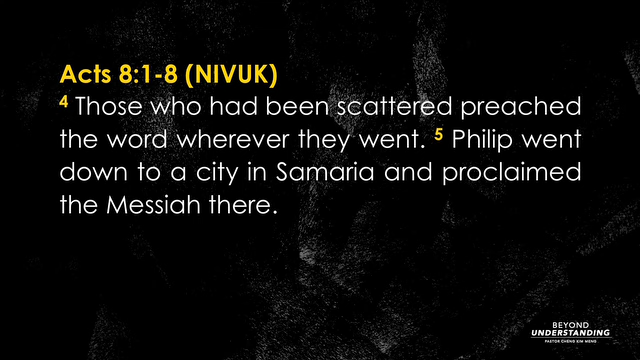 Acts 8:1-8 (NIVUK)
4 Those who had been scattered preached
the word wherever they went. 5 Philip went
down to a city in Samaria and proclaimed
the Messiah there.
BEYOND
UNDERSTANDING
PASTOR CHENG KIM MENG